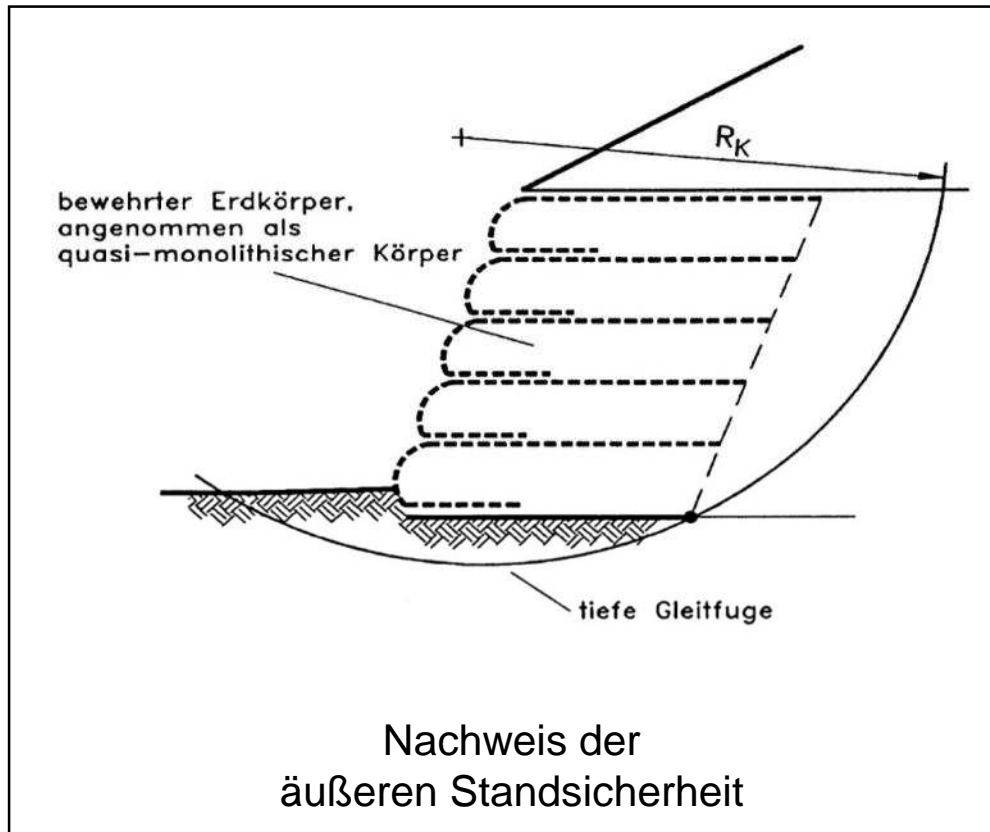 R_K
bewehrter Erdkörper,
angenommen als
quasi-monolithischer Körper
tiefe Gleitfuge
Nachweis der
äußeren Standsicherheit